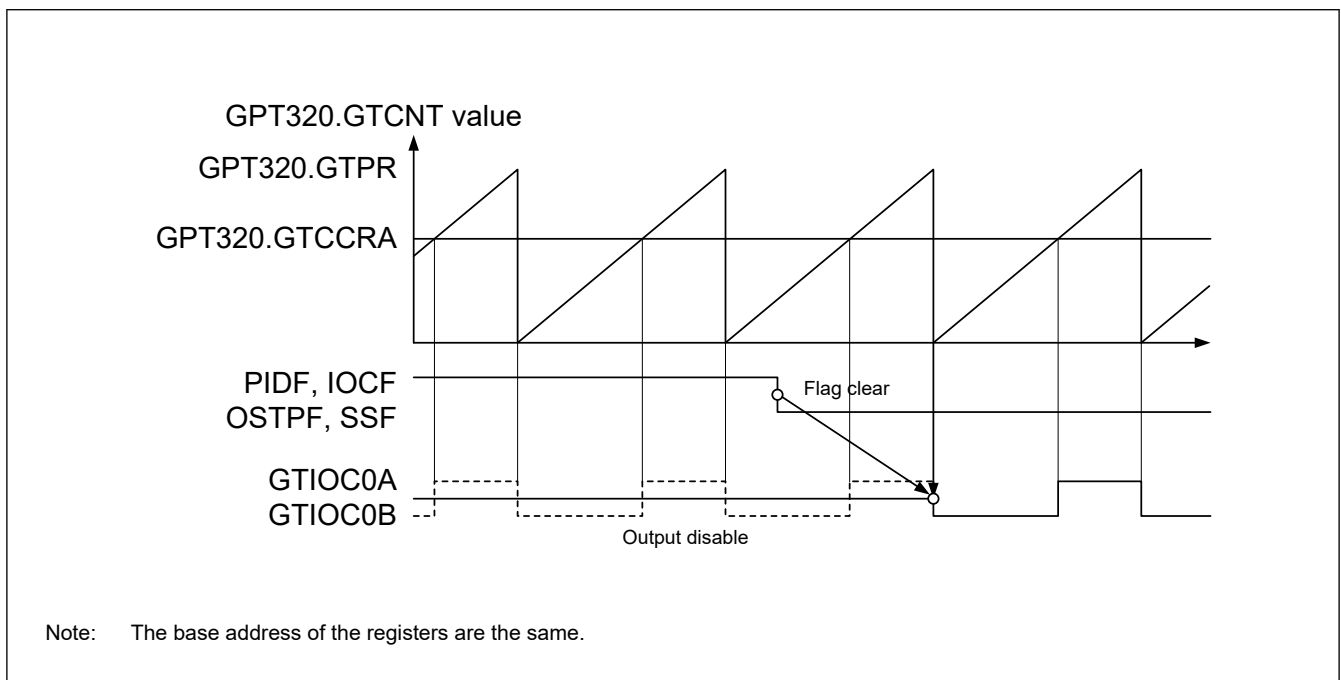 GPT320.GTCNT value
GPT320.GTPR
GPT320.GTCCRA
PIDF, IOCF
Flag clear
OSTPF, SSF
GTIOC0A
GTIOC0B
Output disable
Note: The base address of the registers are the same.